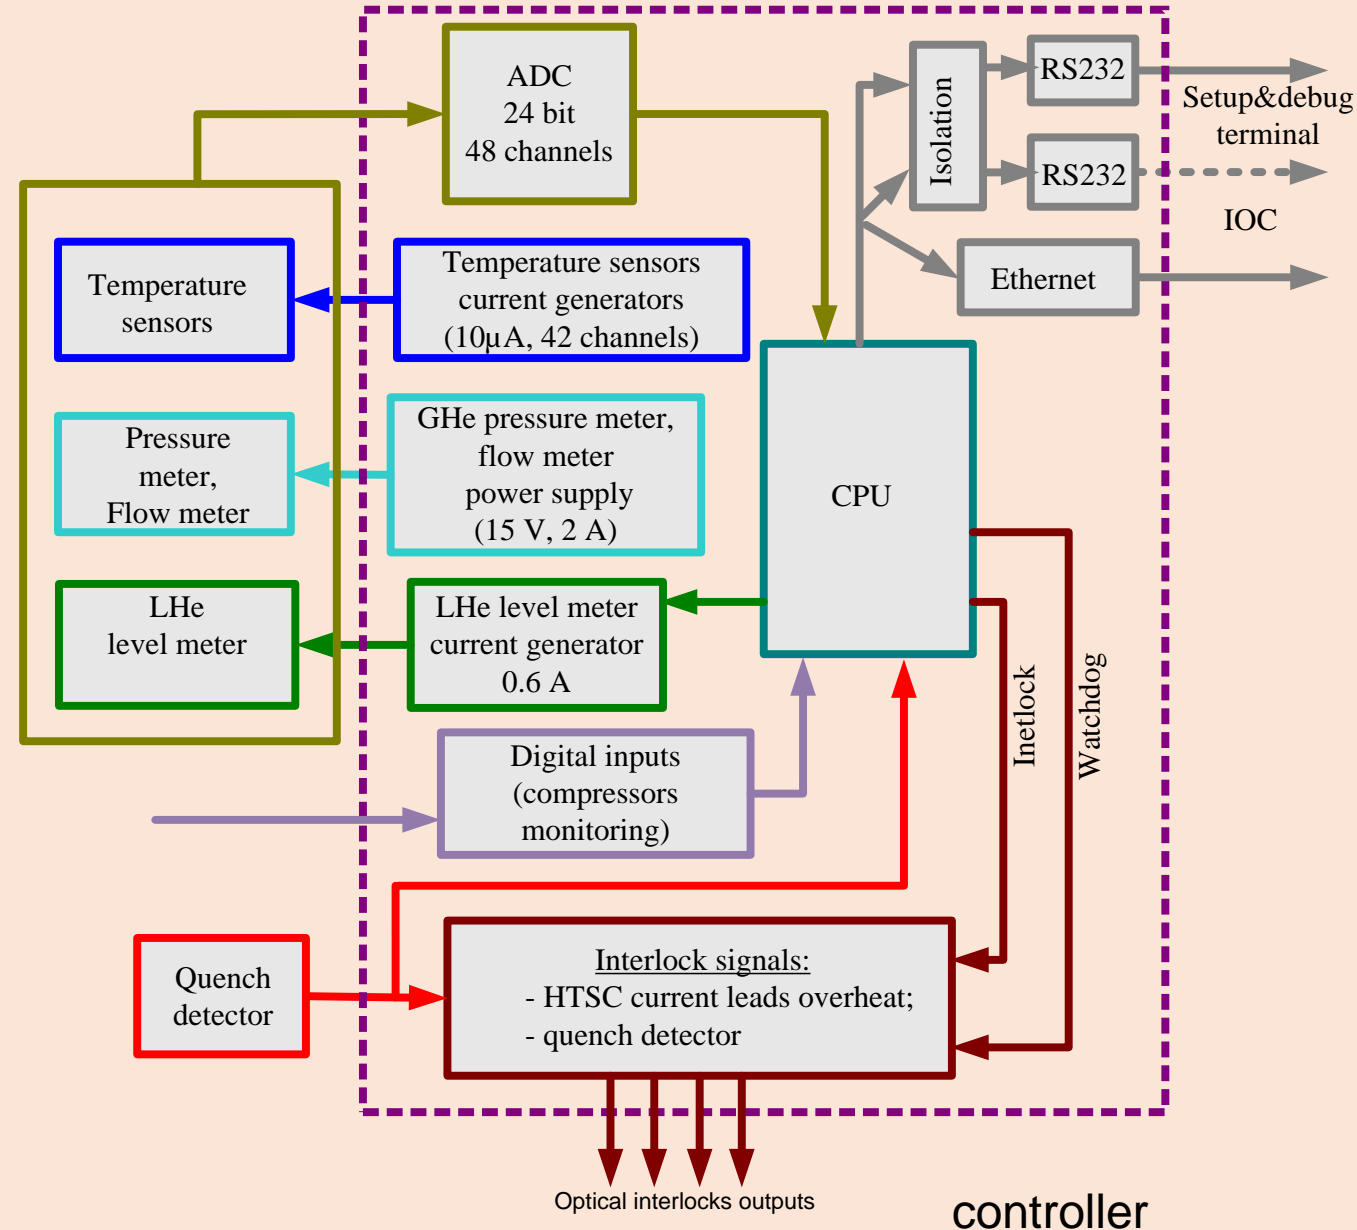 ADC
24 bit
48 channels
Isolation
RS232
Setup&debug
terminal
RS232
IOC
Ethernet
Temperature
sensors
Temperature sensors
current generators
(10µA, 42 channels)
Pressure
meter,
Flow meter
GHe pressure meter,
flow meter
power supply
(15 V, 2 A)
CPU
LHe
level meter
LHe level meter
current generator
0.6 A
Inetlock
Watchdog
Digital inputs
(compressors
monitoring)
Quench
detector
Interlock signals:
- HTSC current leads overheat;
- quench detector
Optical interlocks outputs
controller